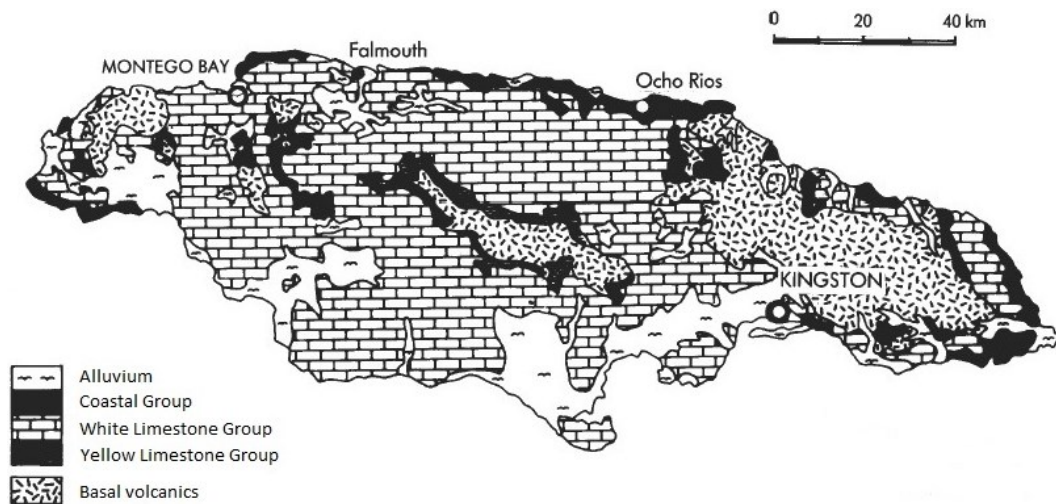 0 20 40 km
MONTEGO BAY
Falmouth
Ocho Rios
KINGSTON
Alluvium
Coastal Group
White Limestone Group
Yellow Limestone Group
Basal volcanics